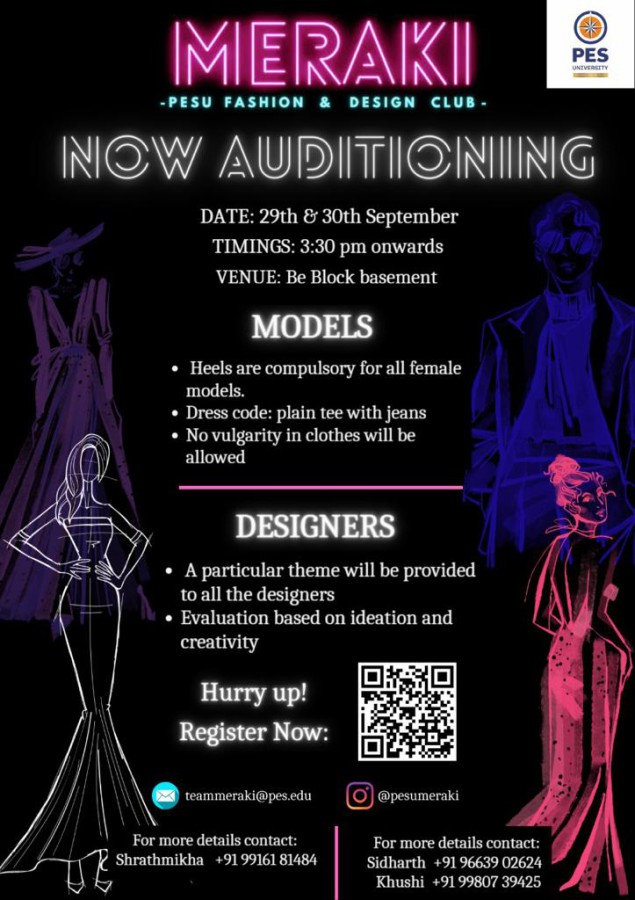 MERAKI
-PESU FASHION & DESIGN CLUB-
PES
UNIVERSITY
NOW AUDITIONING
DATE: 29th & 30th September
TIMINGS: 3:30 pm onwards
VENUE: Be Block basement
MODELS
• Heels are compulsory for all female
models.
• Dress code: plain tee with jeans
• No vulgarity in clothes will be
allowed
DESIGNERS
• A particular theme will be provided
to all the designers
• Evaluation based on ideation and
creativity
Hurry up!
Register Now:
teammeraki@pes.edu
@pesumeraki
For more details contact:
Shrathmikha +91 99161 81484
For more details contact:
Sidharth +91 96639 02624
Khushi +91 99807 39425